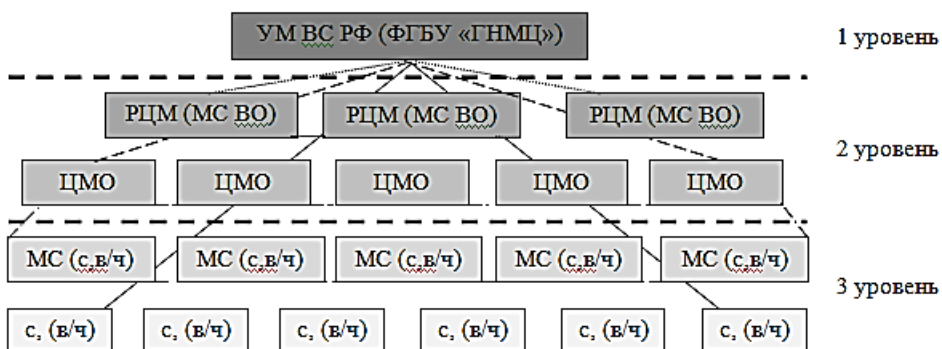 УМ ВС РФ (ФГБУ «ГНМЦ»)
1 уровень
РЦМ (МС ВО) РЦМ (МС ВО) РЦМ (МС ВО)
2 уровень
ЦМО ЦМО ЦМО ЦМО ЦМО
МС (с,в/ч) МС (с,в/ч) МС (с,в/ч) МС (с,в/ч) МС (с,в/ч)
3 уровень
с, (в/ч) с, (в/ч) с, (в/ч) с, (в/ч) с, (в/ч) с, (в/ч)